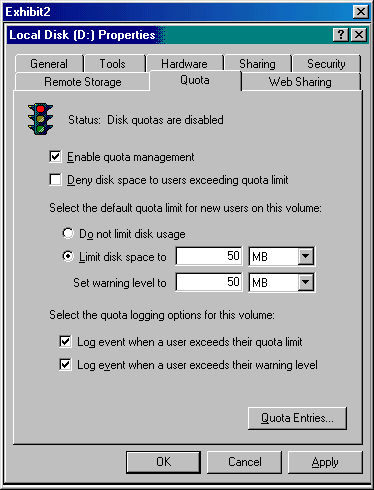 Exhibit2
Local Disk (D:) Properties
General Tools Hardware Sharing Security
Remote Storage Quota Web Sharing
Status: Disk quotas are disabled
Enable quota management
Deny disk space to users exceeding quota limit
Select the default quota limit for new users on this volume:
Do not limit disk usage
Limit disk space to 50 MB
Set warning level to 50 MB
Select the quota logging options for this volume:
Log event when a user exceeds their quota limit
Log event when a user exceeds their warning level
Quota Entries...
OK Cancel Apply